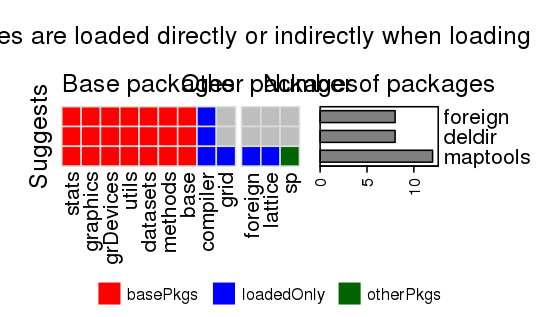 es are loaded directly or indirectly when loading
Base packages
Other packages
Number of packages
Suggests
foreign
deldir
maptools
0
5
10
stats
graphics
grDevices
utils
datasets
methods
base
compiler
grid
foreign
lattice
sp
basePkgs
loadedOnly
otherPkgs